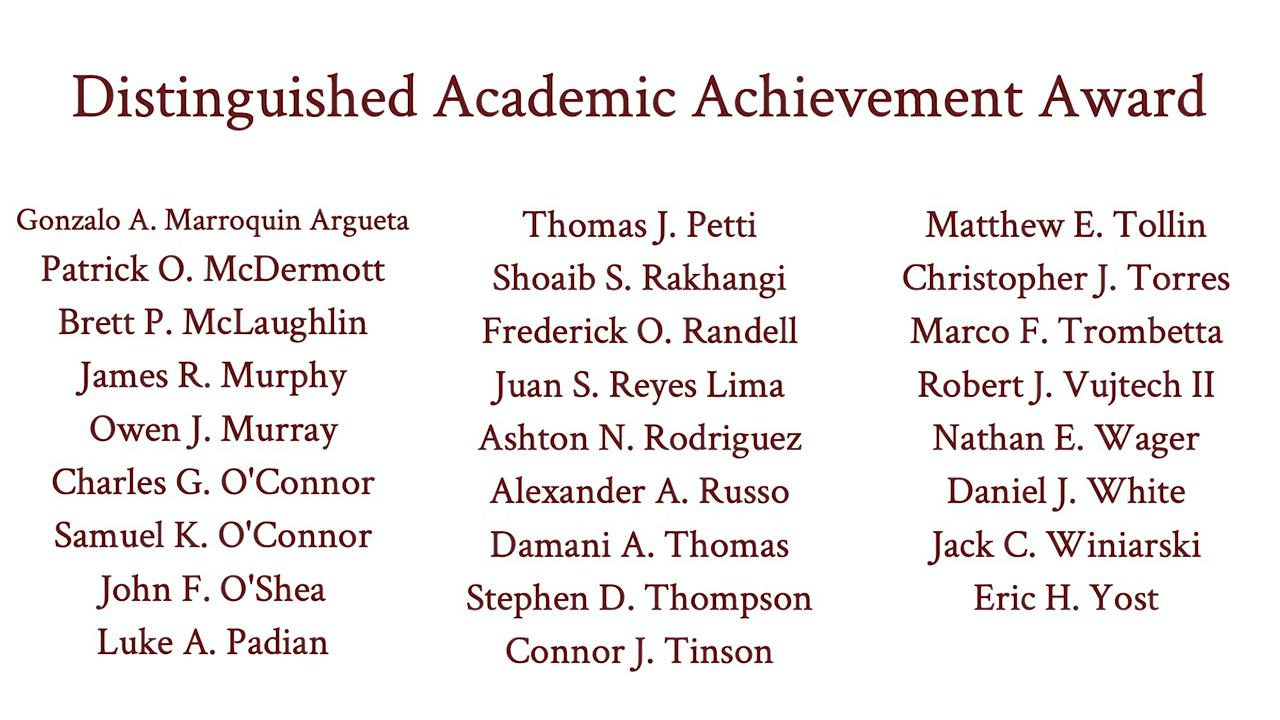 Distinguished Academic Achievement Award
Gonzalo A. Marroquin Argueta
Patrick O. McDermott
Brett P. McLaughlin
James R. Murphy
Owen J. Murray
Charles G. O'Connor
Samuel K. O'Connor
John F. O'Shea
Luke A. Padian
Thomas J. Petti
Shoaib S. Rakhangi
Frederick O. Randell
Juan S. Reyes Lima
Ashton N. Rodriguez
Alexander A. Russo
Damani A. Thomas
Stephen D. Thompson
Connor J. Tinson
Matthew E. Tollin
Christopher J. Torres
Marco F. Trombetta
Robert J. Vujtech II
Nathan E. Wager
Daniel J. White
Jack C. Winiarski
Eric H. Yost